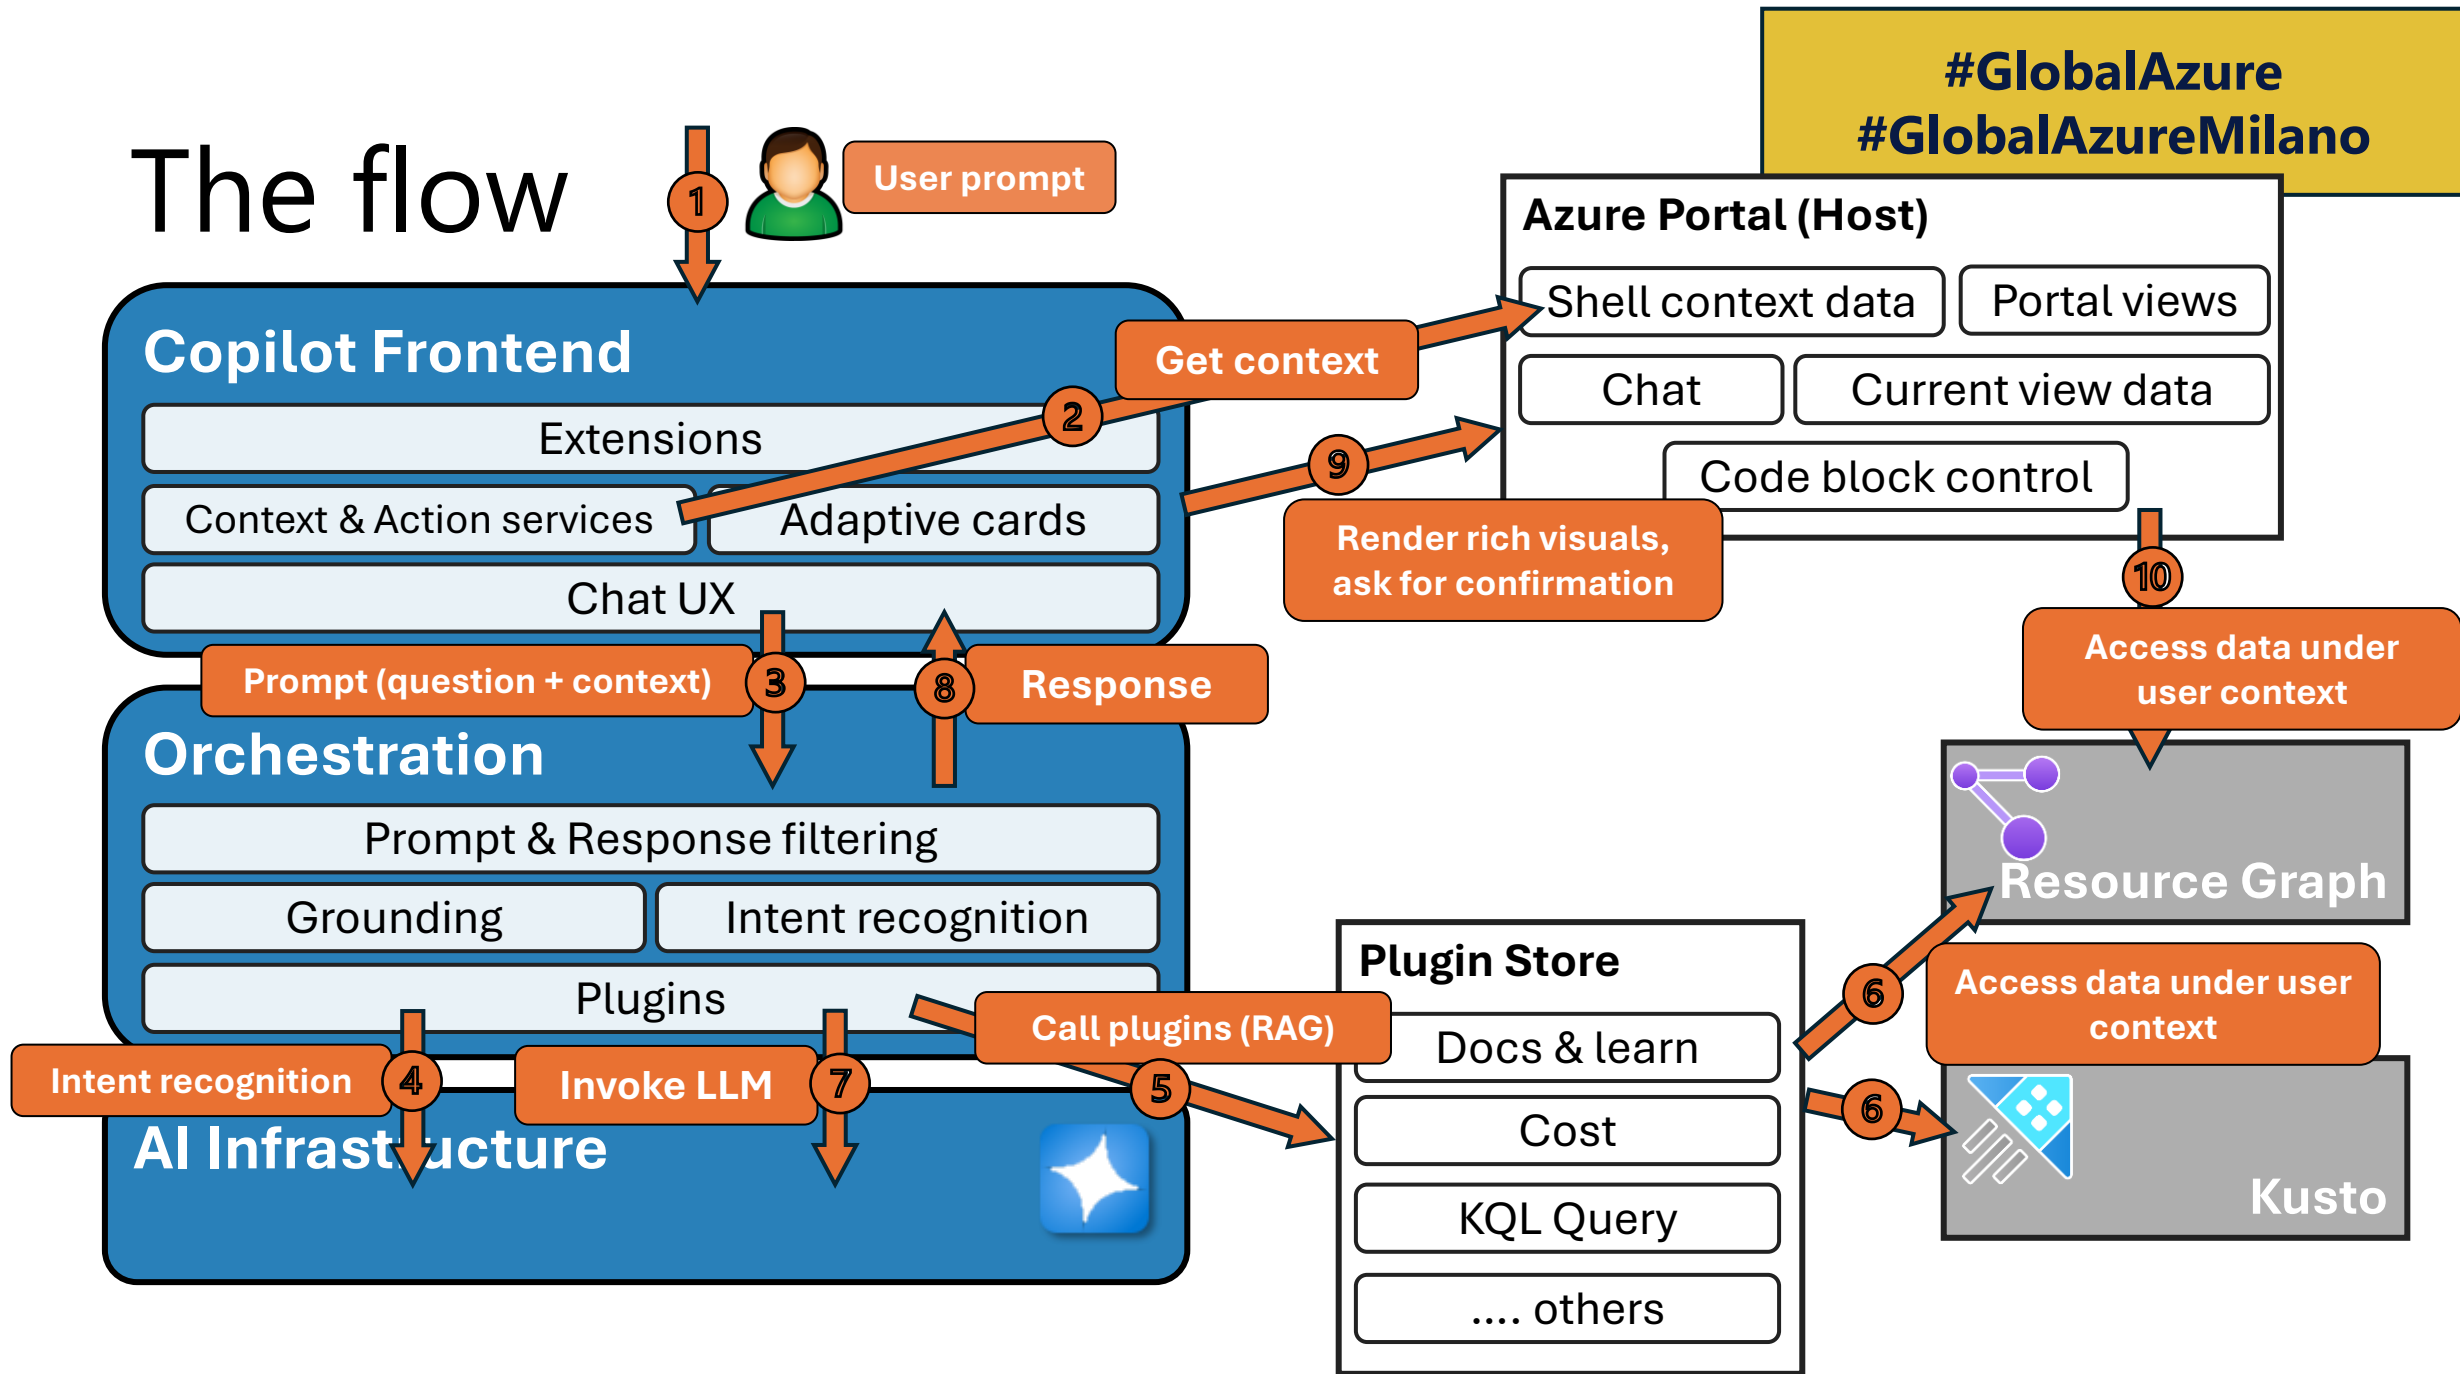 #GlobalAzure
#GlobalAzureMilano
The flow
1
User prompt
Azure Portal (Host)
Shell context data
Portal views
Chat
Current view data
Code block control
Copilot Frontend
Get context
2
Extensions
9
Context & Action services
Adaptive cards
Render rich visuals,
ask for confirmation
Chat UX
10
Access data under
user context
Prompt (question + context)
3
8
Response
Orchestration
Prompt & Response filtering
Grounding
Intent recognition
Plugins
Resource Graph
Plugin Store
6
Access data under user
context
Call plugins (RAG)
Docs & learn
Intent recognition
4
Invoke LLM
7
5
6
Cost
AI Infrastructure
KQL Query
Kusto
.... others